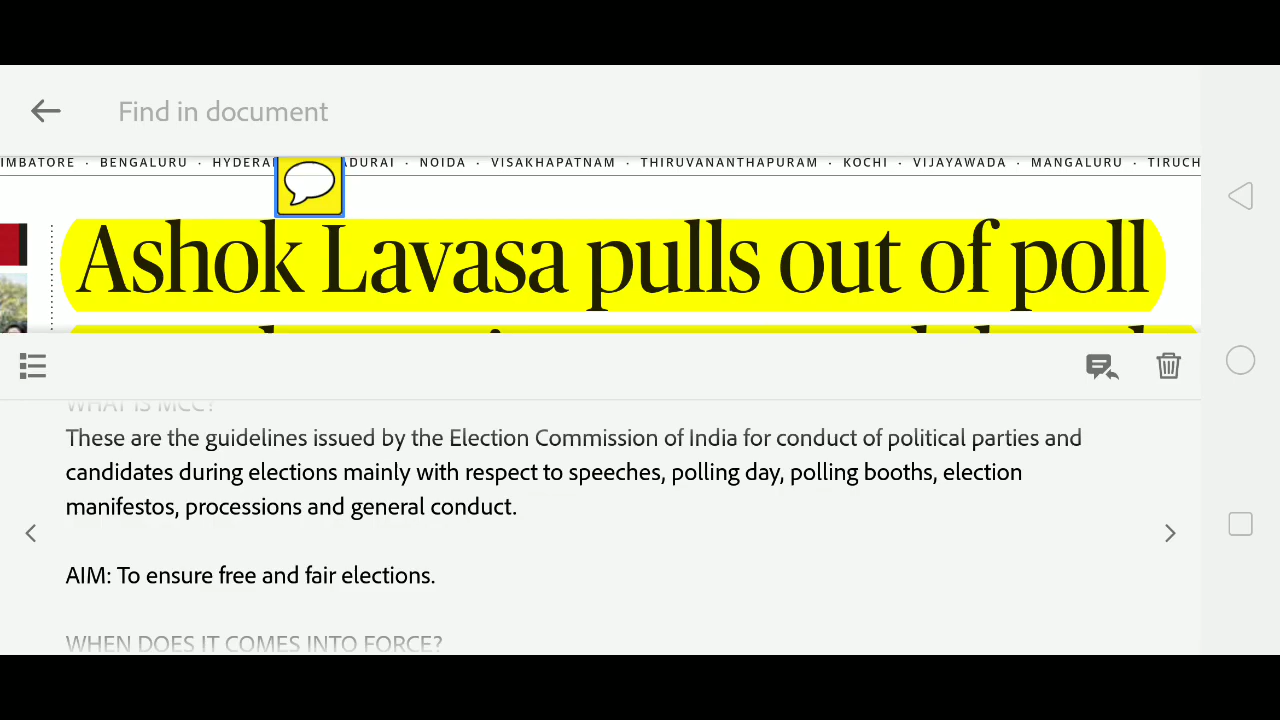 Find in document
IMBATORE · BENGALURU · HYDERA ADURAI · NOIDA · VISAKHAPATNAM · THIRUVANANTHAPURAM · KOCHI · VIJAYAWADA · MANGALURU · TIRUCH
Ashok Lavasa pulls out of poll
WHAT IS MCC?
These are the guidelines issued by the Election Commission of India for conduct of political parties and
candidates during elections mainly with respect to speeches, polling day, polling booths, election
manifestos, processions and general conduct.
AIM: To ensure free and fair elections.
WHEN DOES IT COMES INTO FORCE?